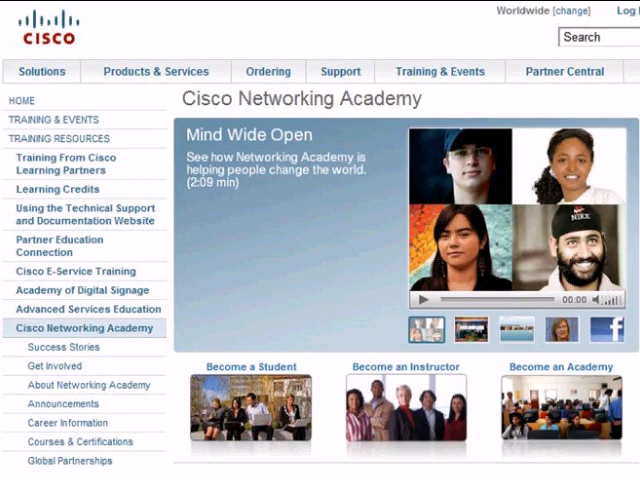 Worldwide [change]
Log
CISCO
Search
Solutions
Products & Services
Ordering
Support
Training & Events
Partner Central
HOME
TRAINING & EVENTS
TRAINING RESOURCES
Training From Cisco
Learning Partners
Learning Credits
Using the Technical Support
and Documentation Website
Partner Education
Connection
Cisco E-Service Training
Academy of Digital Signage
Advanced Services Education
Cisco Networking Academy
Success Stories
Get Involved
About Networking Academy
Announcements
Career Information
Courses & Certifications
Global Partnerships
Cisco Networking Academy
Mind Wide Open
See how Networking Academy is
helping people change the world.
(2:09 min)
NIKE
00:00
f
Become a Student
Become an Instructor
Become an Academy